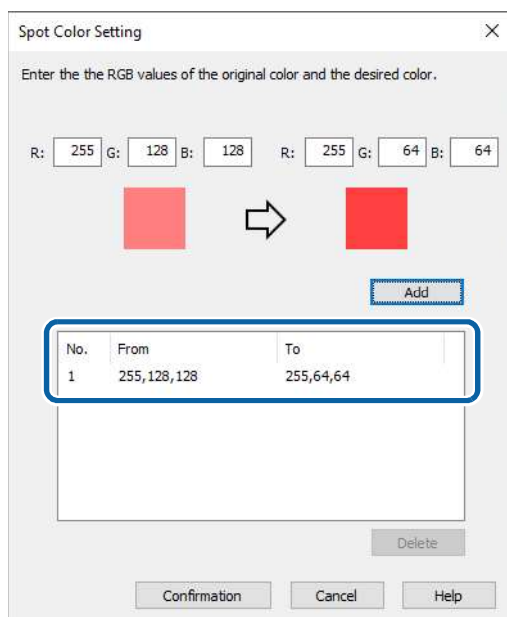 Spot Color Setting
Enter the the RGB values of the original color and the desired color.
R: 255 G: 128 B: 128 R: 255 G: 64 B: 64
Add
No. From To
1 255,128,128 255,64,64
Delete
Confirmation Cancel Help